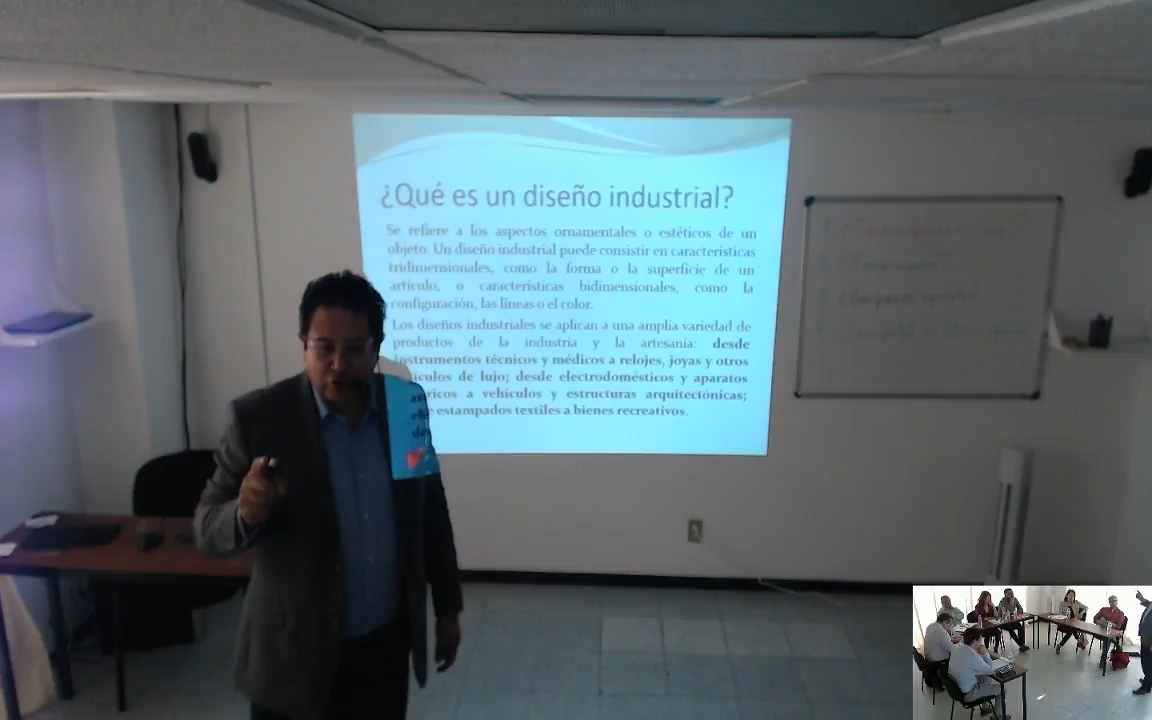 ¿Qué es un diseño industrial?
Se refiere a los aspectos ornamentales o estéticos de un
objeto. Un diseño industrial puede consistir en características
tridimensionales, como la forma o la superficie de un
artículo, o características bidimensionales, como la
configuración, las líneas o el color.
Los diseños industriales se aplican a una amplia variedad de
productos de la industria y la artesanía: desde
instrumentos técnicos y médicos a relojes, joyas y otros
de lujo; desde electrodomésticos y aparatos
a vehículos y estructuras arquitectónicas;
estampados textiles a bienes recreativos.